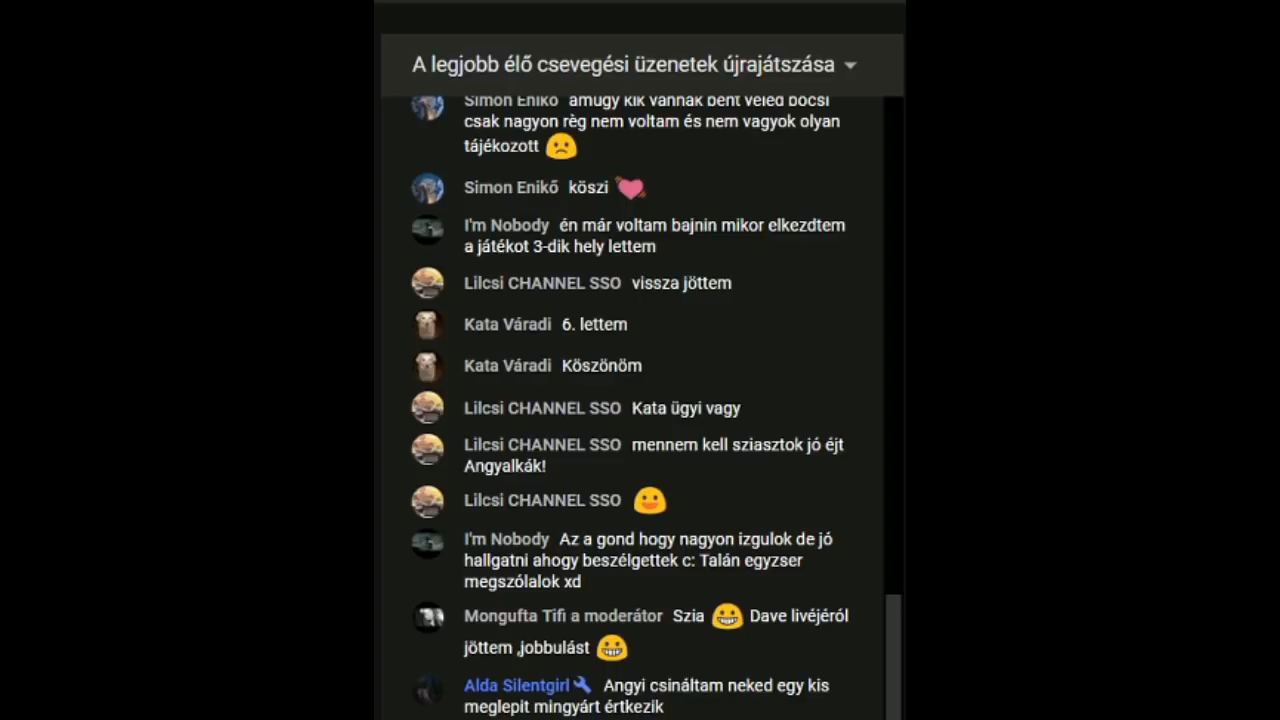 A legjobb élő csevegési üzenetek újrajátszása
Simon Enikő amúgy kik vannak bent veled bocsi
csak nagyon règ nem voltam és nem vagyok olyan
tájékozott
Simon Enikő köszi
I'm Nobody én már voltam bajnin mikor elkezdtem
a játékot 3-dik hely lettem
Lilcsi CHANNEL SSO vissza jöttem
Kata Váradi 6. lettem
Kata Váradi Köszönöm
Lilcsi CHANNEL SSO Kata ügyi vagy
Lilcsi CHANNEL SSO mennem kell sziasztok jó éjt
Angyalkák!
Lilcsi CHANNEL SSO
I'm Nobody Az a gond hogy nagyon izgulok de jó
hallgatni ahogy beszélgettek c: Talán egyzser
megszólalok xd
Mongufta Tifi a moderátor Szia Dave livéjéról
jöttem ,jobbulást
Alda Silentgirl Angyi csináltam neked egy kis
meglepit mingyárt értkezik